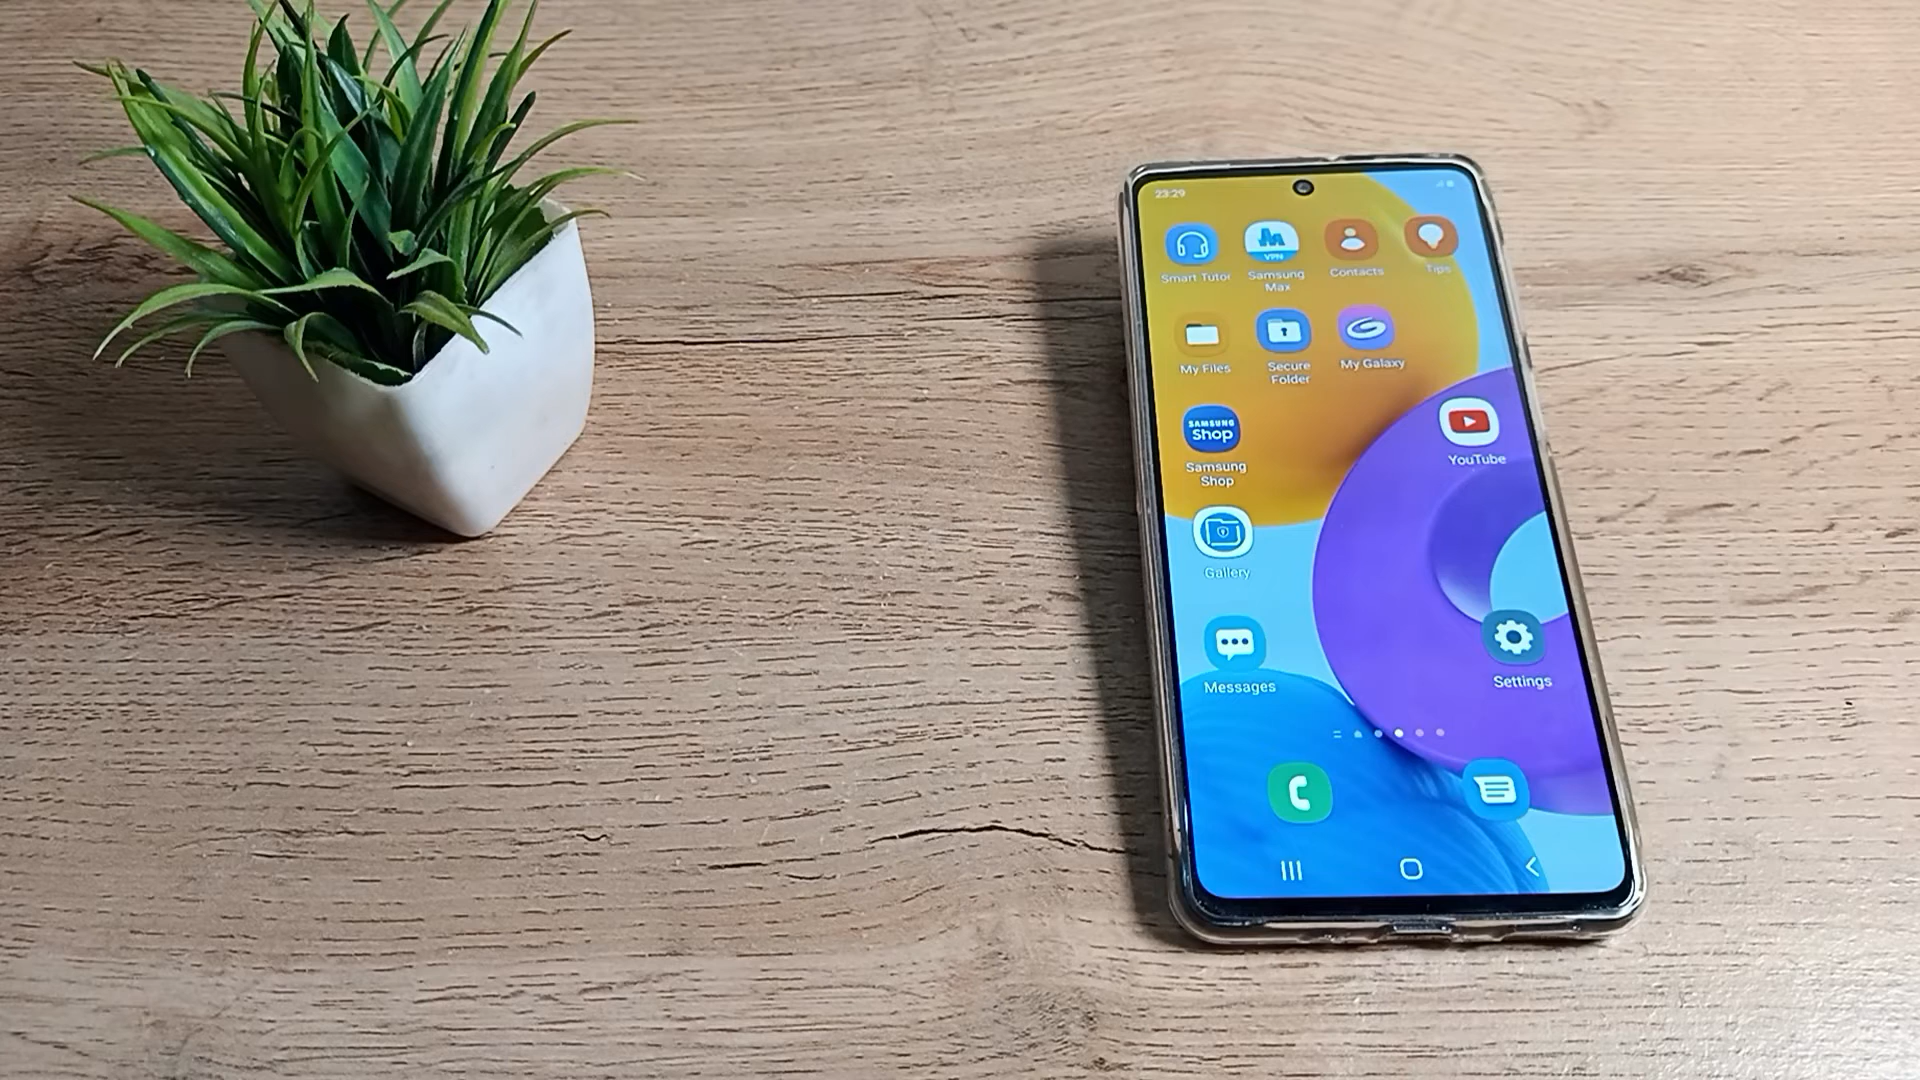 23:29
Smart Tutor
VPN
Samsung
Max
Contacts
Tips
My Files
Secure
Folder
My Galaxy
SAMSUNG
Shop
Samsung
Shop
YouTube
Gallery
Messages
Settings